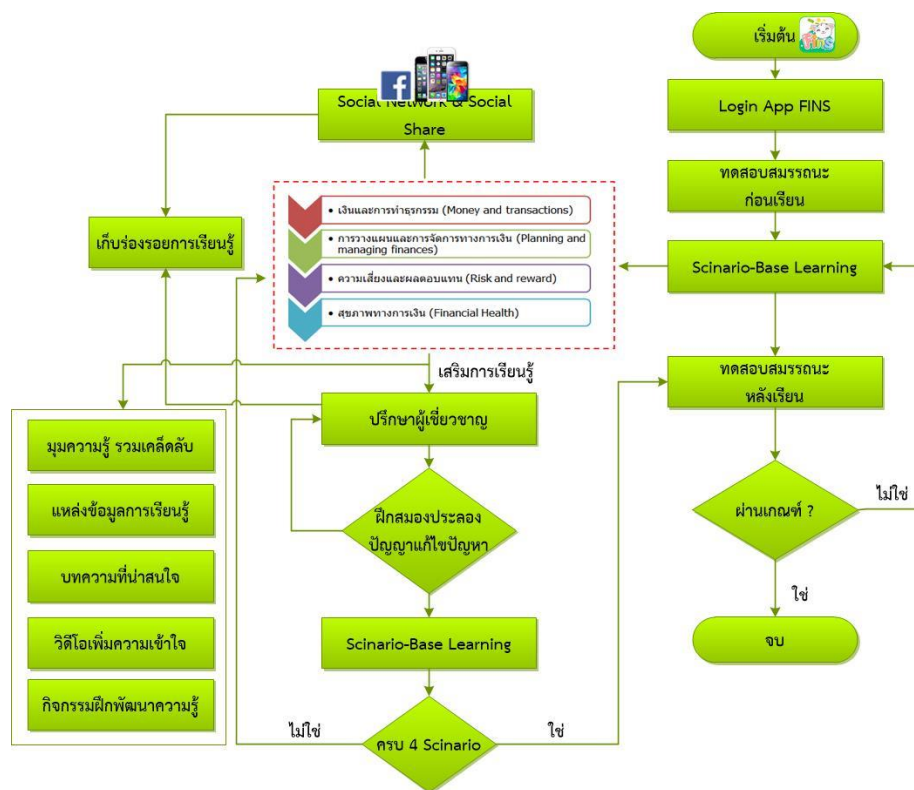 เริ่มต้น
FINS
Login App FINS
ทดสอบสมรรถนะ
ก่อนเรียน
Scinario-Base Learning
ทดสอบสมรรถนะ
หลังเรียน
ผ่านเกณฑ์ ?
ไม่ใช่
ใช่
จบ
Social Network & Social
Share
เก็บร่องรอยการเรียนรู้
• เงินและการทำธุรกรรม (Money and transactions)
• การวางแผนและการจัดการทางการเงิน (Planning and
managing finances)
• ความเสี่ยงและผลตอบแทน (Risk and reward)
• สุขภาพทางการเงิน (Financial Health)
เสริมการเรียนรู้
ปรึกษาผู้เชี่ยวชาญ
ฝึกสมองประลอง
ปัญญาแก้ไขปัญหา
Scinario-Base Learning
ครบ 4 Scinario
ไม่ใช่
ใช่
มุมความรู้ รวมเคล็ดลับ
แหล่งข้อมูลการเรียนรู้
บทความที่น่าสนใจ
วิดีโอเพิ่มความเข้าใจ
กิจกรรมฝึกพัฒนาความรู้